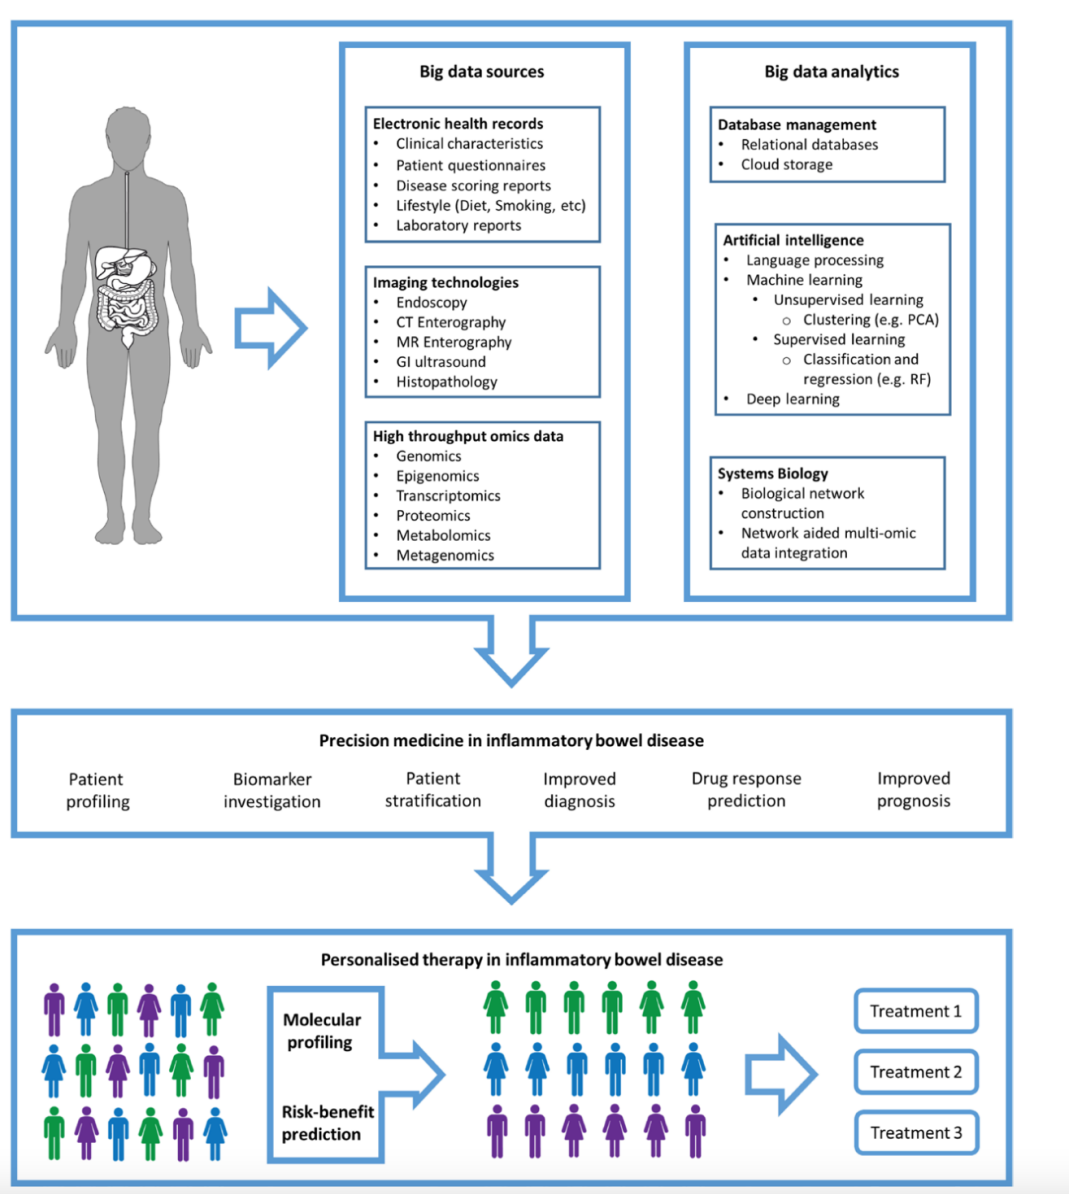 Big data sources
Electronic health records
• Clinical characteristics
• Patient questionnaires
• Disease scoring reports
• Lifestyle (Diet, Smoking, etc)
• Laboratory reports
Imaging technologies
• Endoscopy
• CT Enterography
• MR Enterography
• GI ultrasound
• Histopathology
High throughput omics data
• Genomics
• Epigenomics
• Transcriptomics
• Proteomics
• Metabolomics
• Metagenomics
Big data analytics
Database management
• Relational databases
• Cloud storage
Artificial intelligence
• Language processing
• Machine learning
• Unsupervised learning
o Clustering (e.g. PCA)
• Supervised learning
o Classification and
regression (e.g. RF)
• Deep learning
Systems Biology
• Biological network
construction
• Network aided multi-omic
data integration
Precision medicine in inflammatory bowel disease
Patient
profiling
Biomarker
investigation
Patient
stratification
Improved
diagnosis
Drug response
prediction
Improved
prognosis
Personalised therapy in inflammatory bowel disease
Molecular
profiling
Risk-benefit
prediction
Treatment 1
Treatment 2
Treatment 3